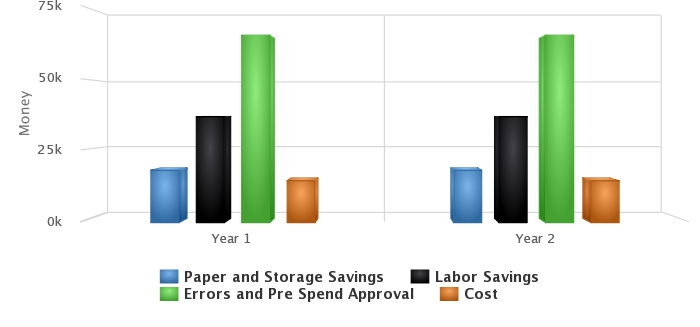 75k
50k
25k
0k
Money
Year 1 Year 2
Paper and Storage Savings Labor Savings
Errors and Pre Spend Approval Cost